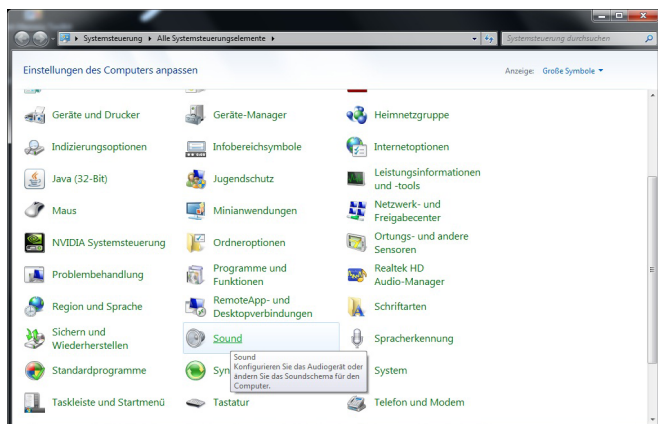 Systemsteuerung ▸ Alle Systemsteuerungselemente ▸
Systemsteuerung durchsuchen
Einstellungen des Computers anpassen
Anzeige: Große Symbole
Geräte und Drucker
Geräte-Manager
Heimnetzgruppe
Indizierungsoptionen
Infobereichsymbole
Internetoptionen
Java (32-Bit)
Jugendschutz
Leistungsinformationen
und -tools
Maus
Minianwendungen
Netzwerk- und
Freigabecenter
NVIDIA Systemsteuerung
Ordneroptionen
Ortungs- und andere
Sensoren
Problembehandlung
Programme und
Funktionen
Realtek HD
Audio-Manager
Region und Sprache
RemoteApp- und
Desktopverbindungen
Schriftarten
Sichern und
Wiederherstellen
Sound
Spracherkennung
Standardprogramme
Syn
Sound
Konfigurieren Sie das Audiogerät oder
ändern Sie das Soundschema für den
Computer.
System
Taskleiste und Startmenü
Tastatur
Telefon und Modem